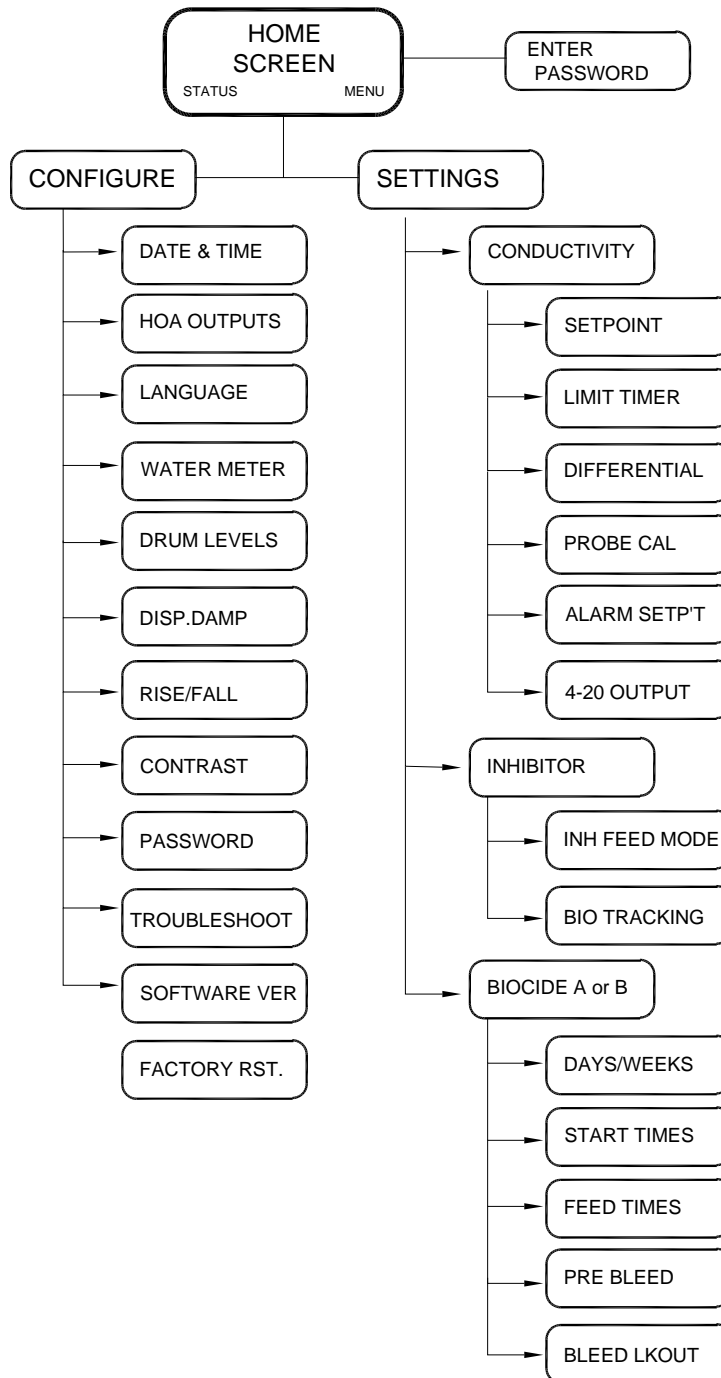 HOME
SCREEN
STATUS MENU
ENTER
PASSWORD
CONFIGURE
DATE & TIME
HOA OUTPUTS
LANGUAGE
WATER METER
DRUM LEVELS
DISP.DAMP
RISE/FALL
CONTRAST
PASSWORD
TROUBLESHOOT
SOFTWARE VER
FACTORY RST.
SETTINGS
CONDUCTIVITY
SETPOINT
LIMIT TIMER
DIFFERENTIAL
PROBE CAL
ALARM SETP'T
4-20 OUTPUT
INHIBITOR
INH FEED MODE
BIO TRACKING
BIOCIDE A or B
DAYS/WEEKS
START TIMES
FEED TIMES
PRE BLEED
BLEED LKOUT